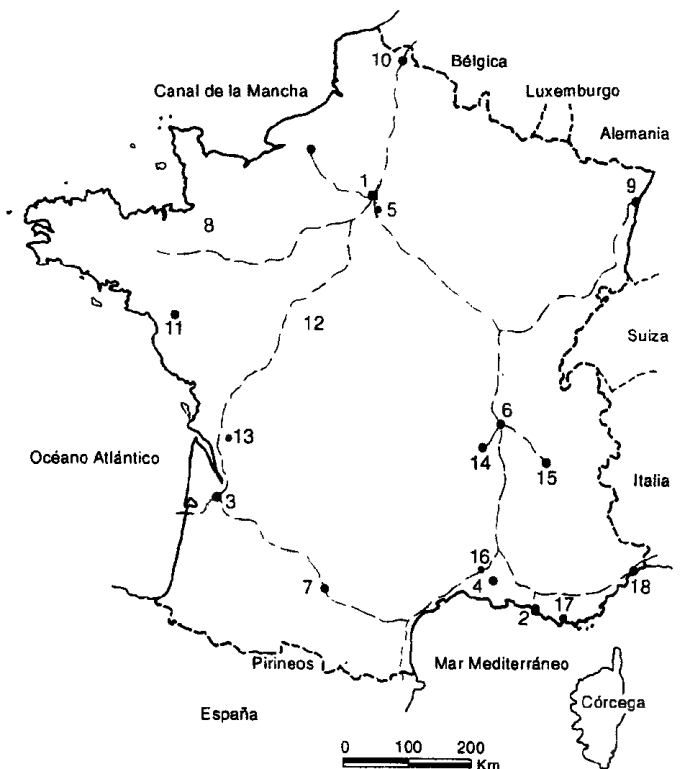 10
Bélgica
Canal de la Mancha
Luxemburgo
Alemania
1
9
5
8
11
12
Suiza
6
13
14
15
Océano Atlántico
Italia
3
16
4
7
18
17
2
Pirineos
Mar Mediterráneo
España
Córcega
0 100 200
Km